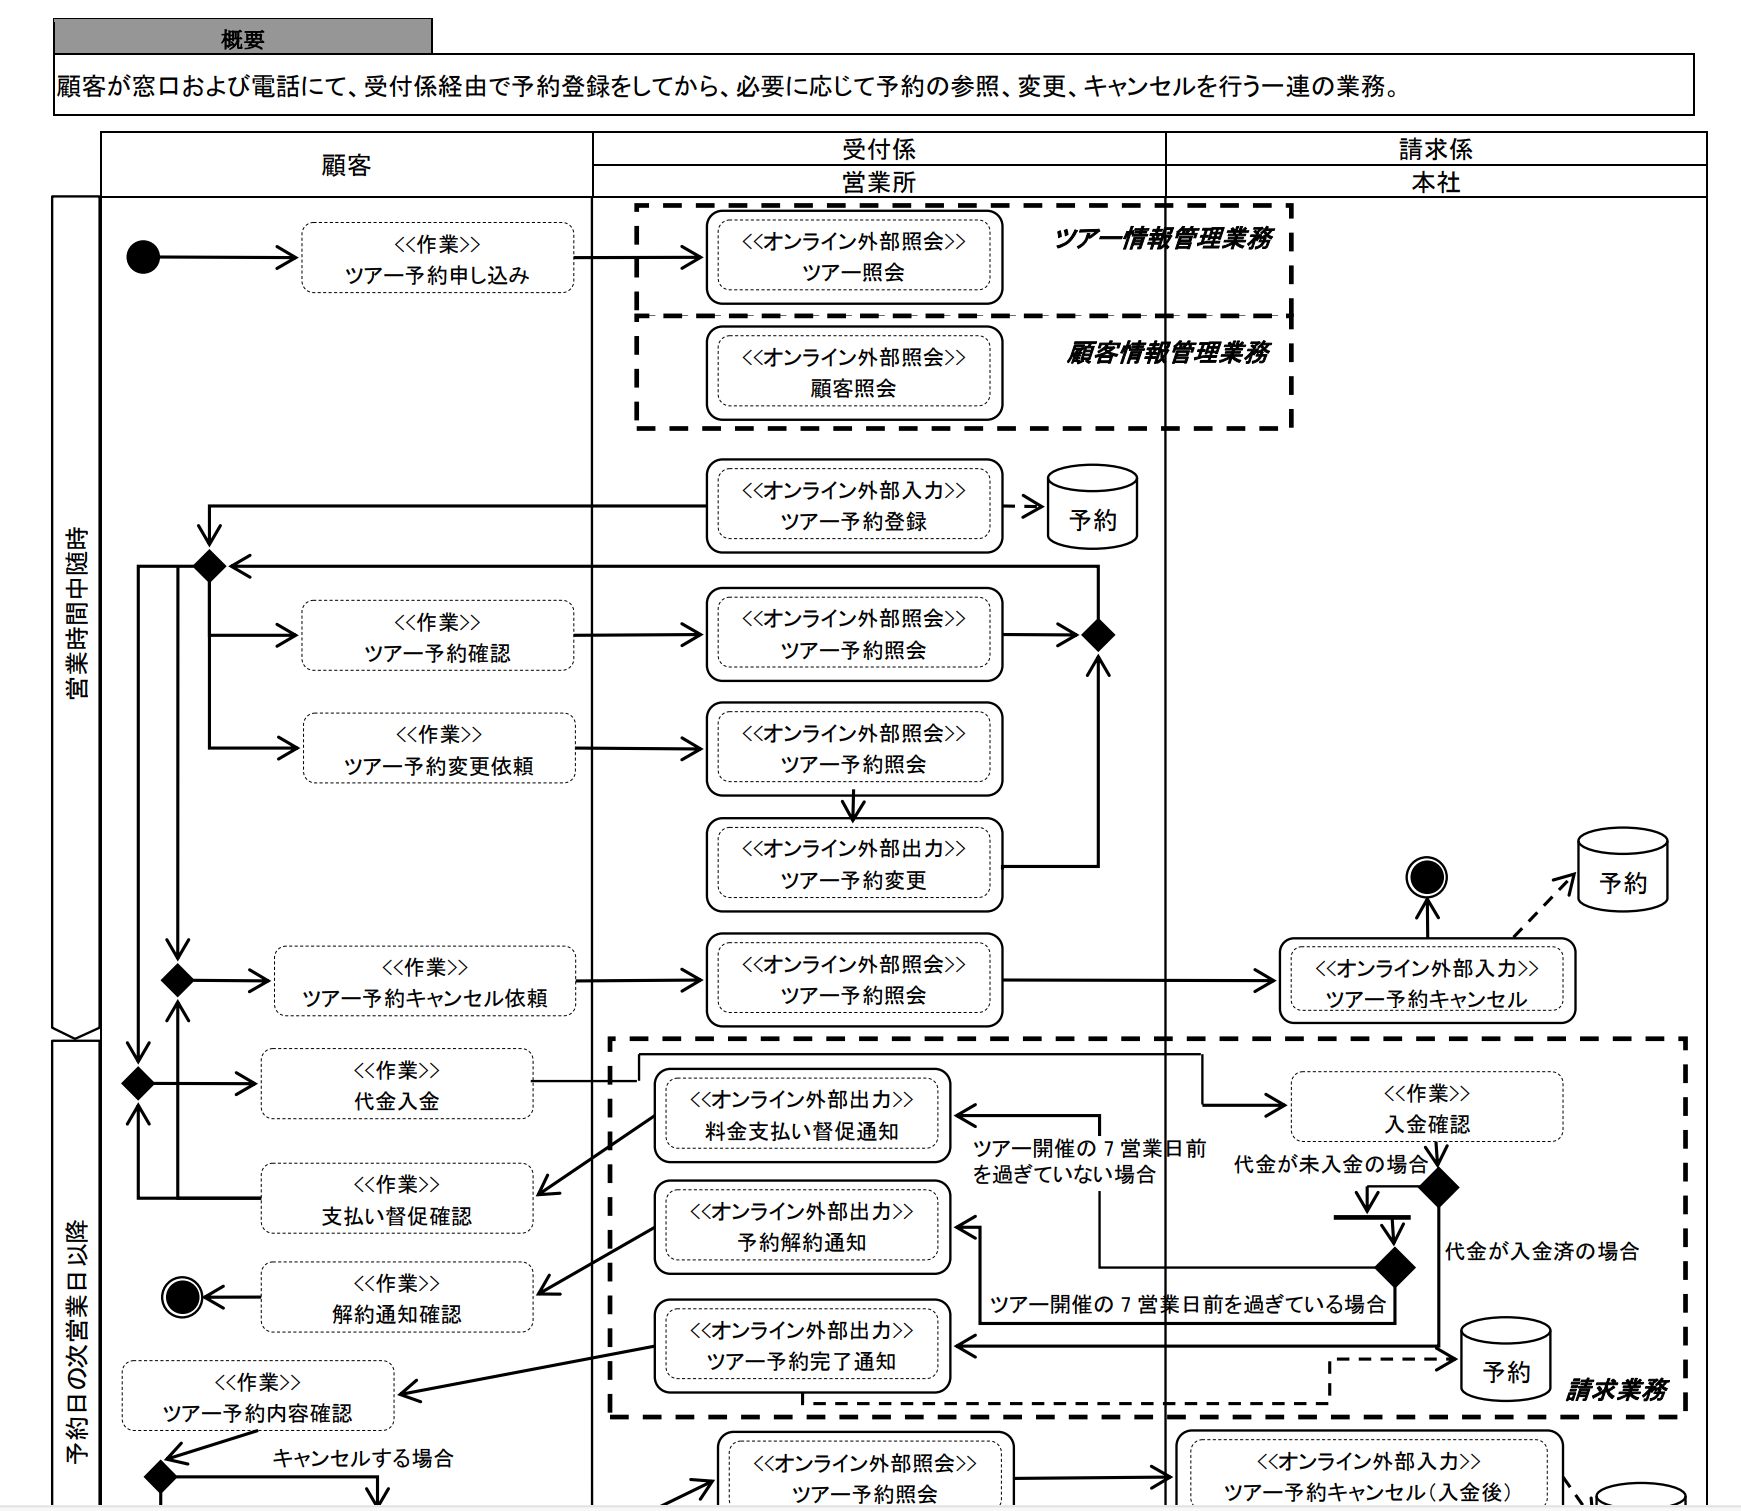 概要
顧客が窓口および電話にて、受付係経由で予約登録をしてから、必要に応じて予約の参照、変更、キャンセルを行う一連の業務。
顧客
受付係
請求係
営業所
本社
営業時間中随時
<<作業>>
ツアー予約申し込み
<<オンライン外部照会>>
ツアー照会
ツアー情報管理業務
<<オンライン外部照会>>
顧客照会
顧客情報管理業務
<<オンライン外部入力>>
ツアー予約登録
予約
<<作業>>
ツアー予約確認
<<オンライン外部照会>>
ツアー予約照会
<<作業>>
ツアー予約変更依頼
<<オンライン外部照会>>
ツアー予約照会
<<オンライン外部出力>>
ツアー予約変更
予約
<<作業>>
ツアー予約キャンセル依頼
<<オンライン外部照会>>
ツアー予約照会
<<オンライン外部入力>>
ツアー予約キャンセル
予約日の次営業日以降
<<作業>>
代金入金
<<オンライン外部出力>>
料金支払い督促通知
<<作業>>
入金確認
ツアー開催の 7 営業日前
を過ぎていない場合
代金が未入金の場合
<<作業>>
支払い督促確認
<<オンライン外部出力>>
予約解約通知
代金が入金済の場合
<<作業>>
解約通知確認
ツアー開催の 7 営業日前を過ぎている場合
<<オンライン外部出力>>
ツアー予約完了通知
予約
請求業務
<<作業>>
ツアー予約内容確認
キャンセルする場合
<<オンライン外部照会>>
ツアー予約照会
<<オンライン外部入力>>
ツアー予約キャンセル（入金後）